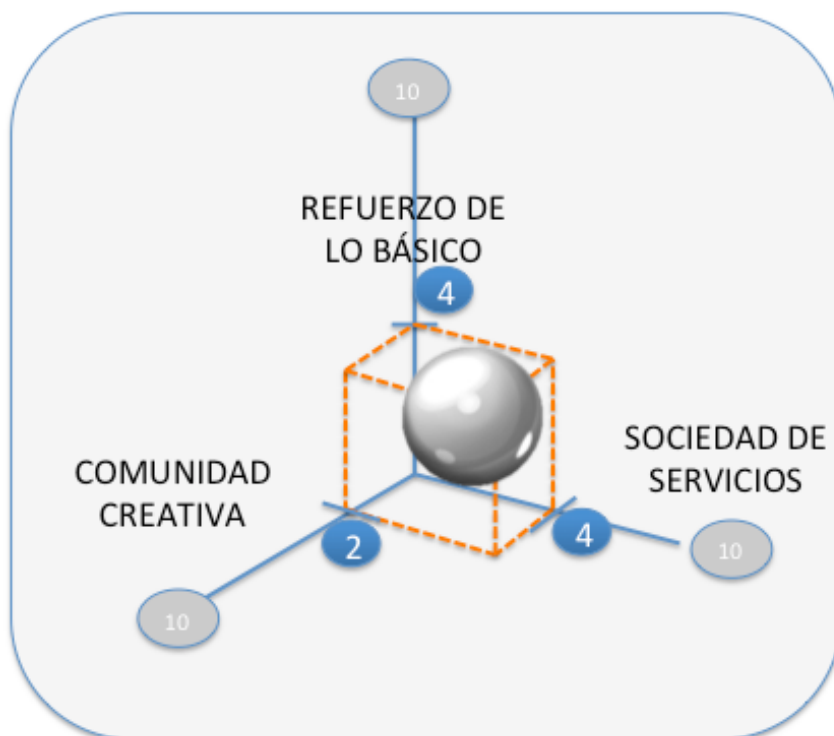 10
REFUERZO DE
LO BÁSICO
4
SOCIEDAD DE
SERVICIOS
COMUNIDAD
CREATIVA
2
4
10
10